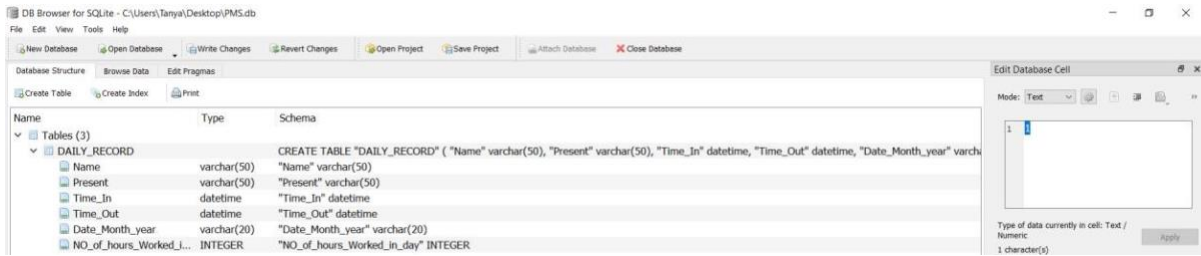 DB Browser for SQLite - C:\Users\Tanya\Desktop\PMS.db
File Edit View Tools Help
New Database Open Database Write Changes Revert Changes Open Project Save Project Attach Database Close Database
Database Structure Browse Data Edit Pragmas
Edit Database Cell
Create Table Create Index Print
Mode: Text
Name Type Schema
Tables (3)
1 1
DAILY_RECORD CREATE TABLE "DAILY_RECORD" ( "Name" varchar(50), "Present" varchar(50), "Time_In" datetime, "Time_Out" datetime, "Date_Month_year" varcha
Name varchar(50) "Name" varchar(50)
Present varchar(50) "Present" varchar(50)
Time_In datetime "Time_In" datetime
Time_Out datetime "Time_Out" datetime
Date_Month_year varchar(20) "Date_Month_year" varchar(20)
NO_of_hours_Worked_i... INTEGER "NO_of_hours_Worked_in_day" INTEGER
Type of data currently in cell: Text /
Numeric
Apply
1 character(s)